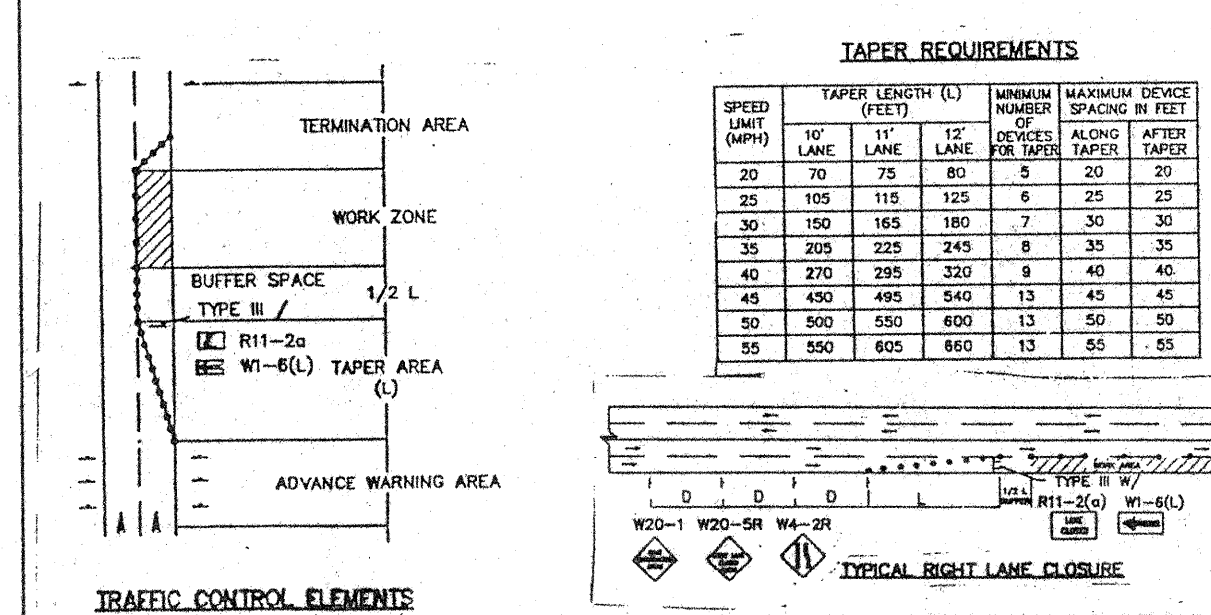 TERMINATION AREA
WORK ZONE
BUFFER SPACE
1/2 L
TYPE III /
R11-2a
W1-6(L) TAPER AREA
(L)
ADVANCE WARNING AREA
TRAFFIC CONTROL ELEMENTS
TAPER REQUIREMENTS
SPEED LIMIT (MPH) TAPER LENGTH (L) (FEET) MINIMUM NUMBER OF DEVICES FOR TAPER MAXIMUM DEVICE SPACING IN FEET
10' LANE 11' LANE 12' LANE ALONG TAPER AFTER TAPER
20 70 75 80 5 20 20
25 105 115 125 6 25 25
30 150 165 180 7 30 30
35 205 225 245 8 35 35
40 270 295 320 9 40 40
45 450 495 540 13 45 45
50 500 550 600 13 50 50
55 550 605 660 13 55 55
WORK AREA
TYPE III W/
D D D L 1/2 L BUFFER R11-2(a) W1-6(L)
W20-1 W20-5R W4-2R
LANE CLOSED
TYPICAL RIGHT LANE CLOSURE